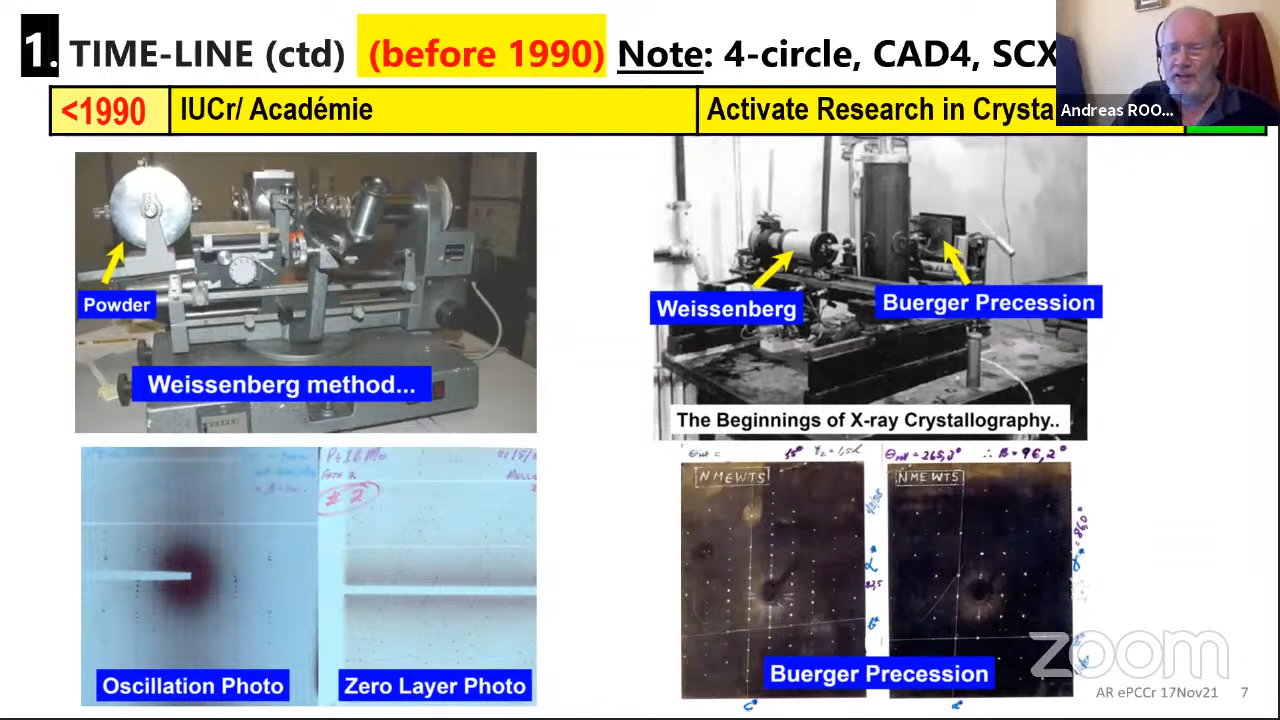 1. TIME-LINE (ctd) (before 1990) Note: 4-circle, CAD4, SCX
Andreas ROO...
<1990 IUCr/ Académie Activate Research in Crysta
Powder
Weissenberg method...
Weissenberg
Buerger Precession
The Beginnings of X-ray Crystallography..
# 2
NMEWTS
NMEWTS
Oscillation Photo
Zero Layer Photo
Buerger Precession
zoom
AR ePCCr 17Nov21 7